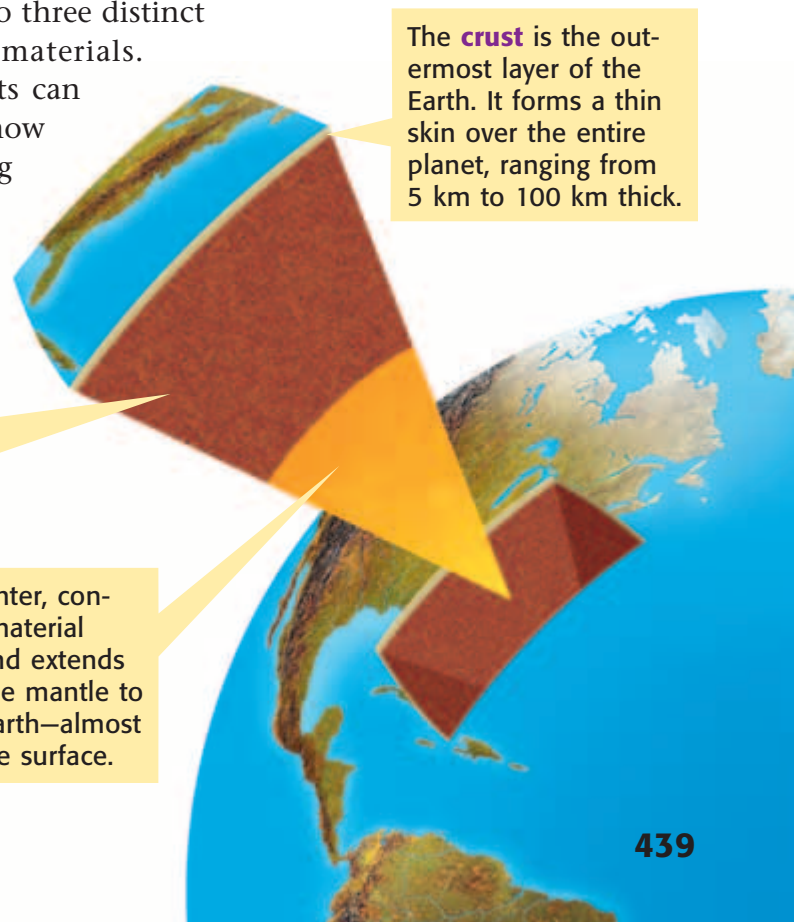 o three distinct
materials.
ts can
now
g
The crust is the out-
ermost layer of the
Earth. It forms a thin
skin over the entire
planet, ranging from
5 km to 100 km thick.
nter, con-
material
nd extends
e mantle to
arth—almost
e surface.
439